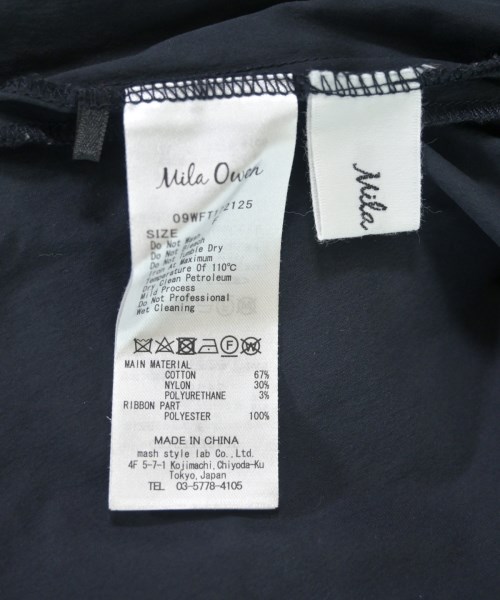 Mila Owen
SIZE
Do Not Wash
Do Not Bleach
Do Not Tumble Dry
Iron At Maximum
Temperature Of 110℃
Dry Clean Petroleum
Mild Process
Do Not Professional
Wet Cleaning
F
MAIN MATERIAL
COTTON 67%
NYLON 30%
POLYURETHANE 3%
RIBBON PART
POLYESTER 100%
MADE IN CHINA
mash style lab Co., Ltd.
4F 5-7-1 Kojimachi, Chiyoda-Ku
Tokyo, Japan
TEL 03-5778-4105
Mila